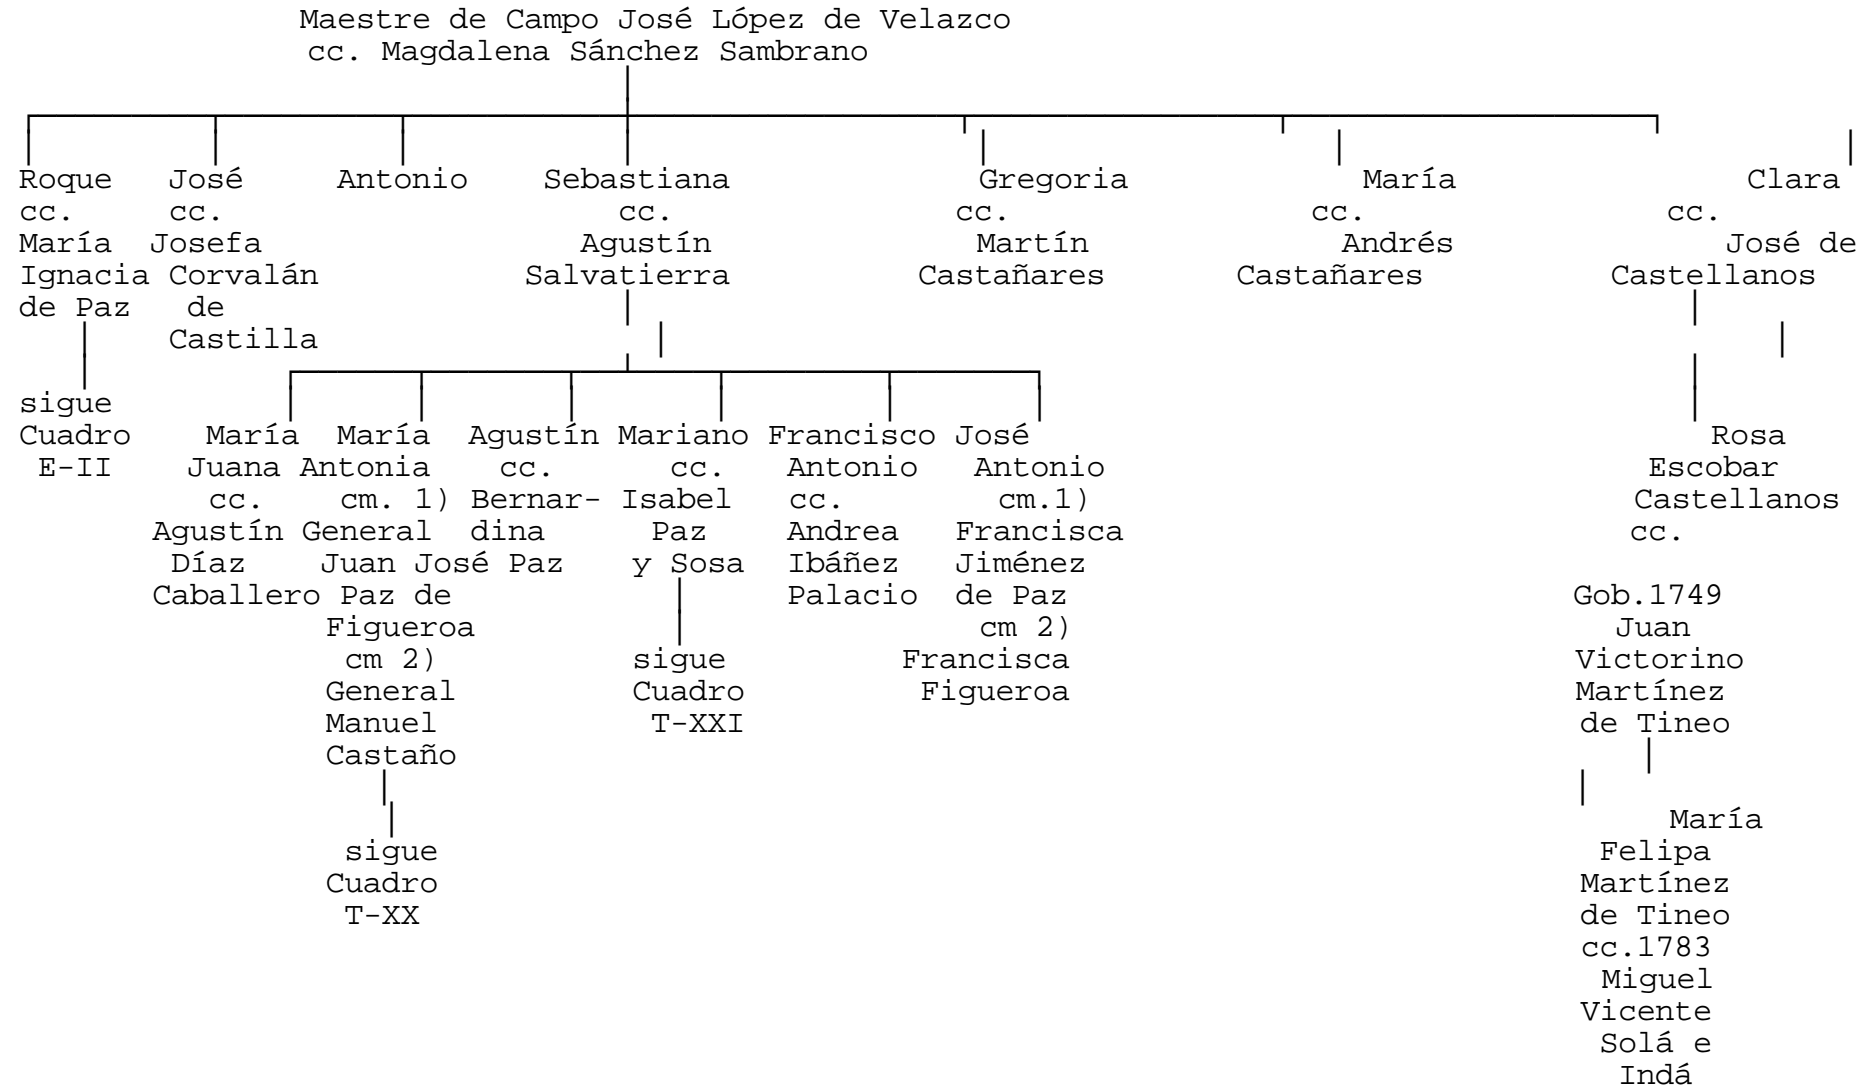 Maestre de Campo José López de Velazco
cc. Magdalena Sánchez Sambrano
Roque José Antonio Sebastiana Gregoria María Clara
cc. cc. cc. cc. cc. cc.
María Josefa Agustín Martín Andrés José de
Ignacia Corvalán Salvatierra Castañares Castañares Castellanos
de Paz de
Castilla
sigue
Cuadro María María Agustín Mariano Francisco José Rosa
E-II Juana Antonia cc. cc. Antonio Antonio Escobar
cc. cm. 1) Bernar- Isabel cc. cm.1) Castellanos
Agustín General dina Paz Andrea Francisca cc.
Díaz Juan José Paz y Sosa Ibáñez Jiménez
Caballero Paz de Palacio de Paz Gob.1749
Figueroa cm 2) Juan
cm 2) sigue Francisca Victorino
General Cuadro Figueroa Martínez
Manuel T-XXI de Tineo
Castaño
María
sigue Felipa
Cuadro Martínez
T-XX de Tineo
cc.1783
Miguel
Vicente
Solá e
Indá